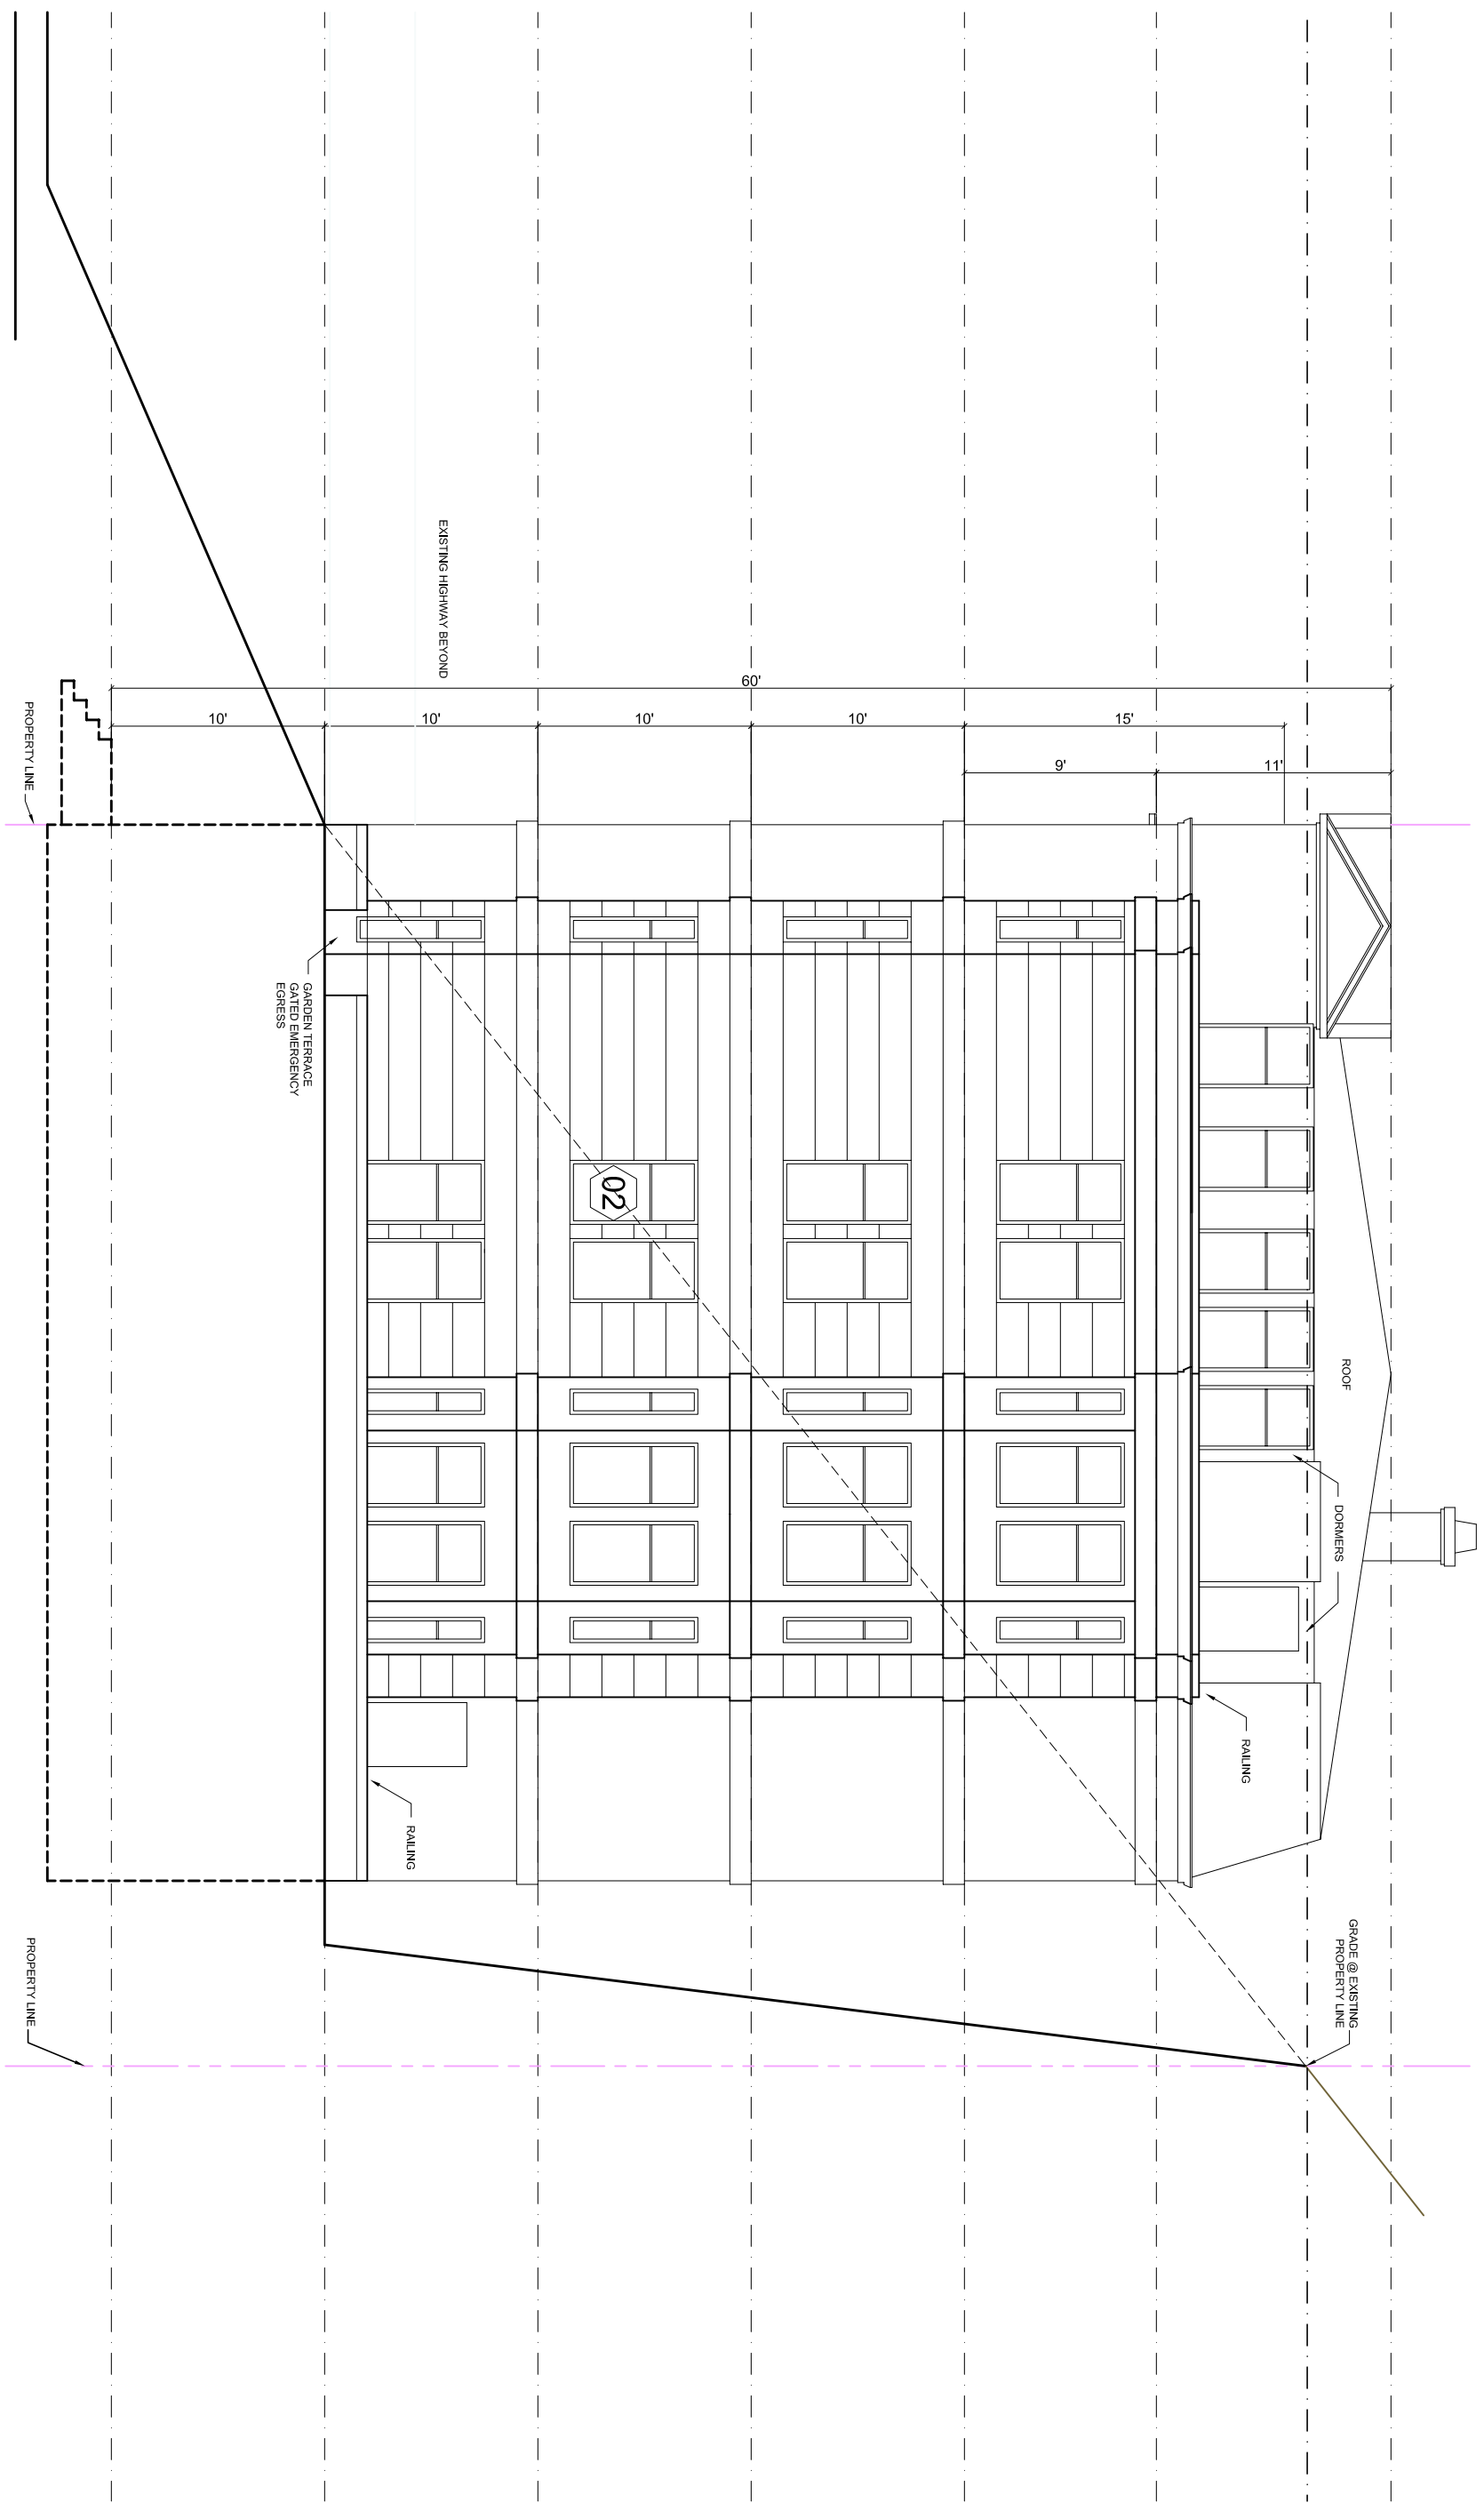 EXISTING HIGHWAY BEYOND
60'
10'
10'
10'
10'
15'
9'
11'
PROPERTY LINE
GARDEN TERRACE
GATED EMERGENCY
EGRESS
02
ROOF
DORMERS
RAILING
RAILING
GRADE @ EXISTING
PROPERTY LINE
PROPERTY LINE